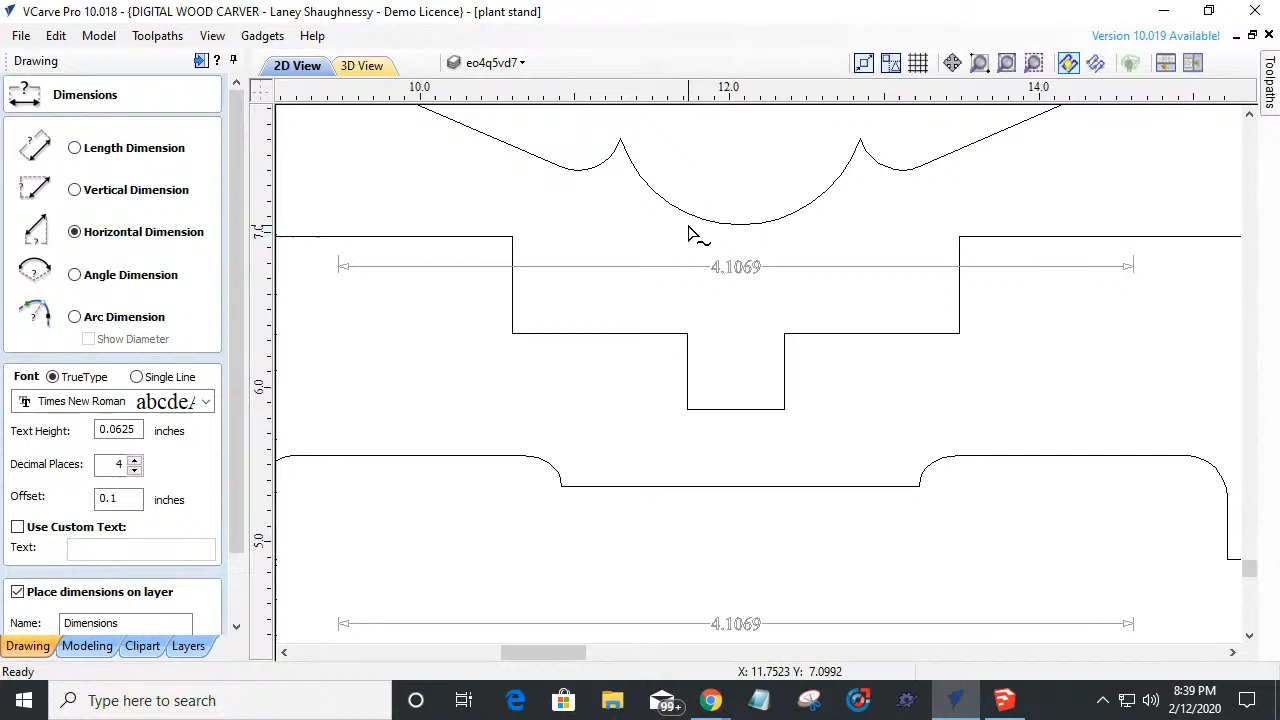 VCarve Pro 10.018 - {DIGITAL WOOD CARVER - Laney Shaughnessy - Demo Licence} - [plant stand]
File Edit Model Toolpaths View Gadgets Help
Version 10.019 Available!
Drawing
2D View
3D View
eo4q5vd7
Toolpaths
Dimensions
10.0 12.0 14.0
Length Dimension
Vertical Dimension
Horizontal Dimension
Angle Dimension
Arc Dimension
Show Diameter
7.0
6.0
5.0
4.1069
4.1069
Font TrueType Single Line
Times New Roman abcdeA
Text Height: 0.0625 inches
Decimal Places: 4
Offset: 0.1 inches
Use Custom Text:
Text:
Place dimensions on layer
Name: Dimensions
Drawing Modeling Clipart Layers
Ready
X: 11.7523 Y: 7.0992
Type here to search
99+
8:39 PM
2/12/2020